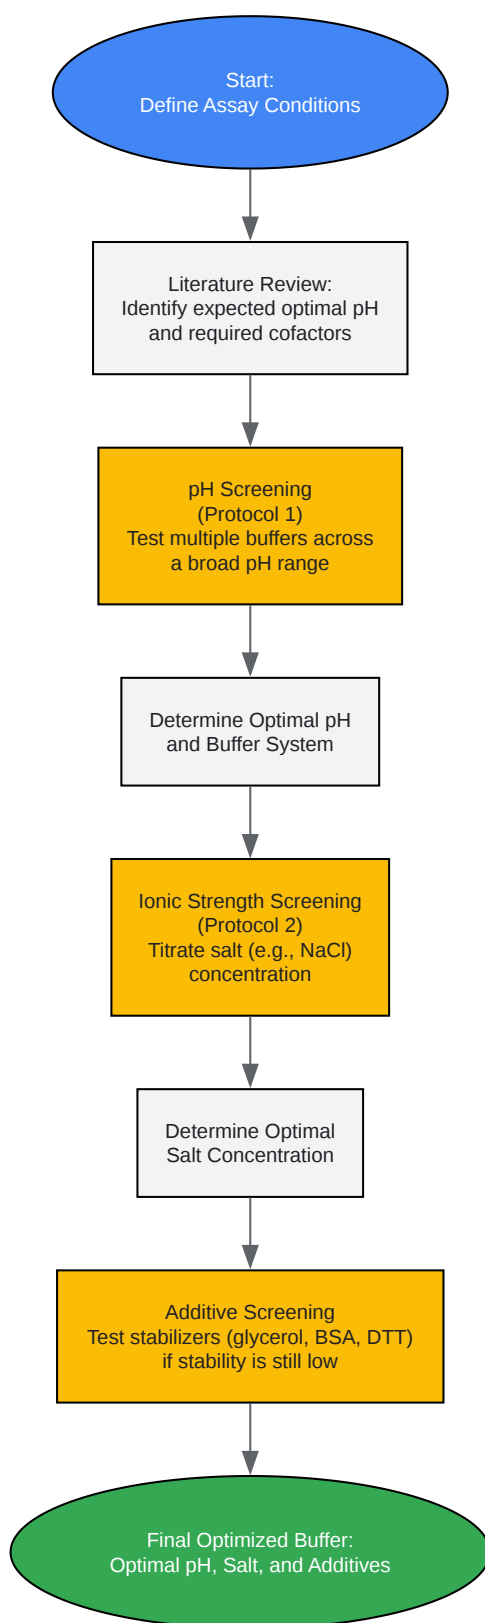 Start:
Define Assay Conditions
Literature Review:
Identify expected optimal pH
and required cofactors
pH Screening
(Protocol 1)
Test multiple buffers across
a broad pH range
Determine Optimal pH
and Buffer System
Ionic Strength Screening
(Protocol 2)
Titrate salt (e.g., NaCl)
concentration
Determine Optimal
Salt Concentration
Additive Screening
Test stabilizers (glycerol, BSA, DTT)
if stability is still low
Final Optimized Buffer:
Optimal pH, Salt, and Additives